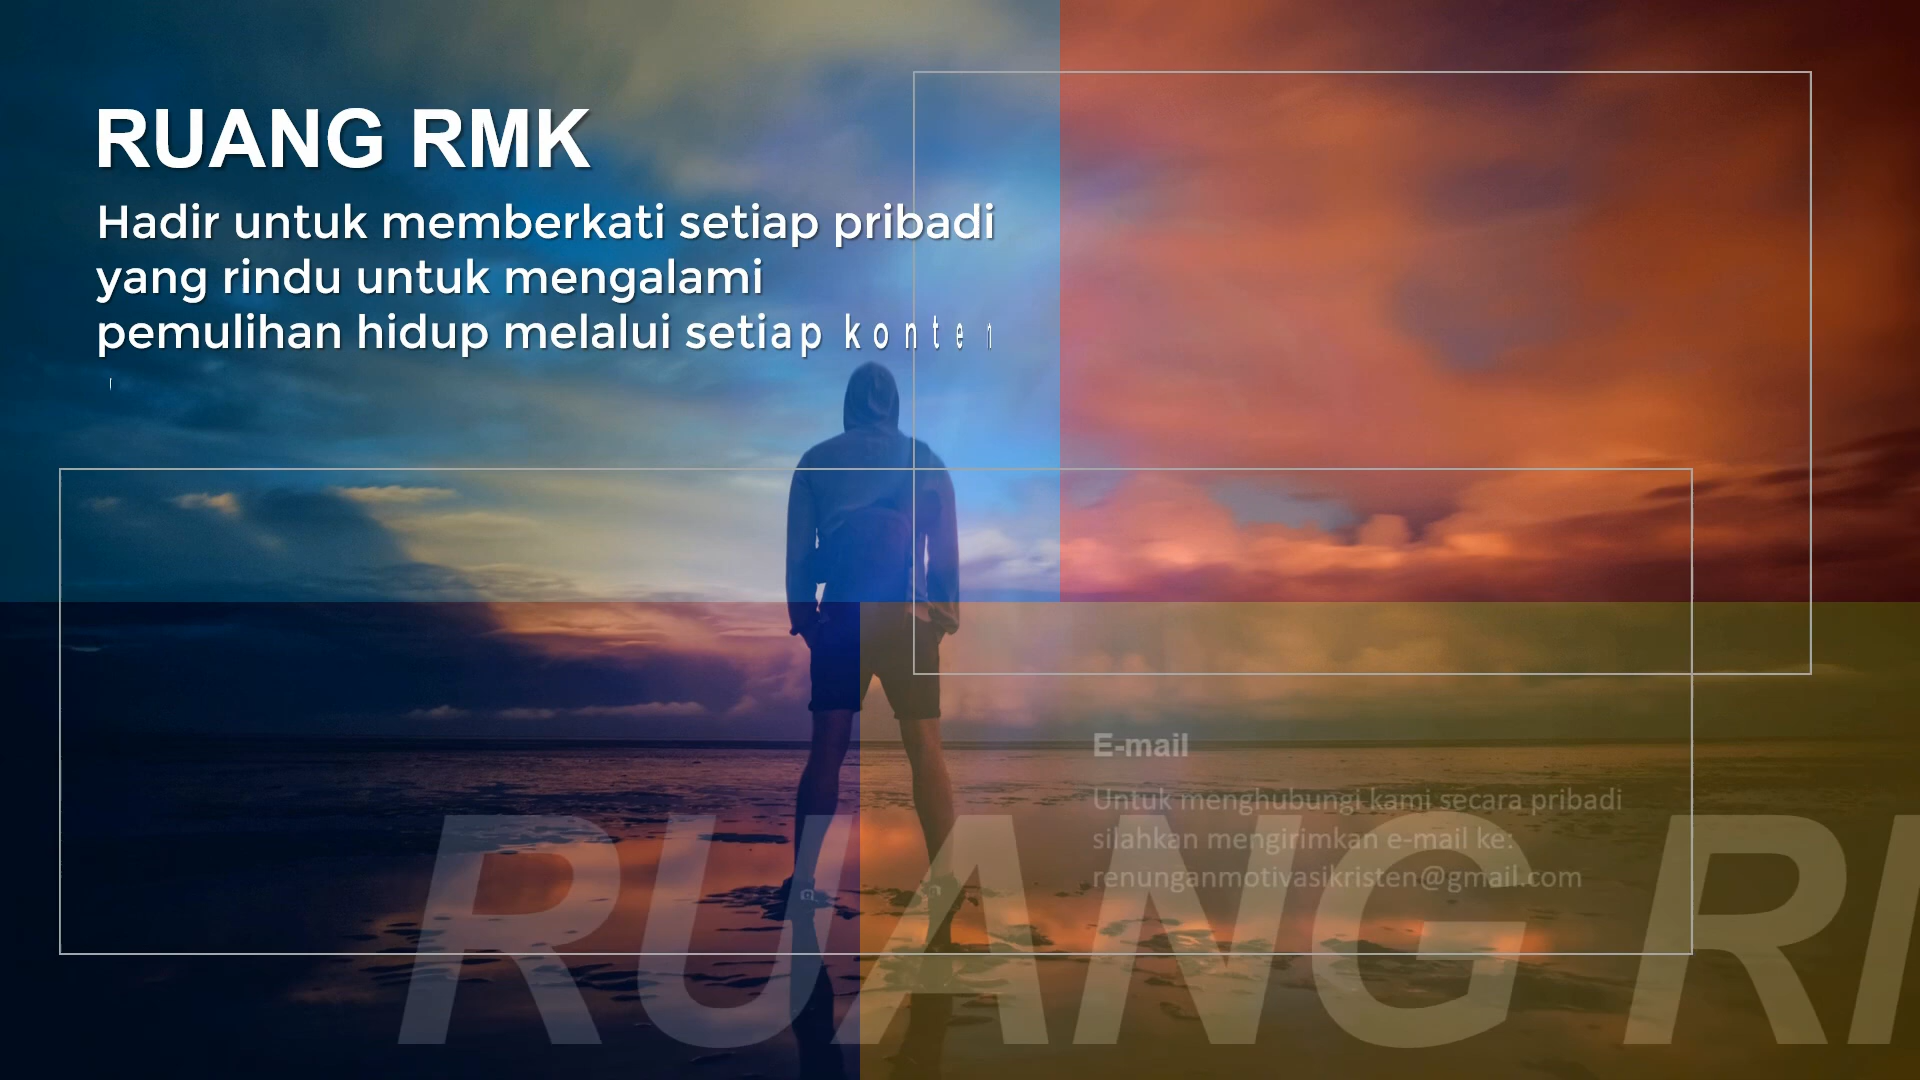 RUANG RMK
Hadir untuk memberkati setiap pribadi
yang rindu untuk mengalami
pemulihan hidup melalui setiap konten
E-mail
Untuk menghubungi kami secara pribadi
silahkan mengirimkan e-mail ke:
renunganmotivasikristen@gmail.com
RUANG R